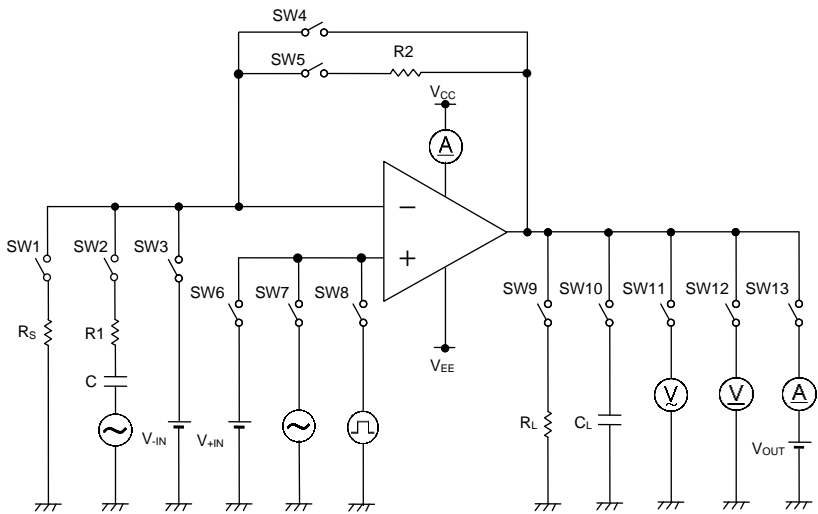 SW4
SW5
R2
VCC
A
−
+
VEE
SW1
SW2
SW3
SW6
SW7
SW8
SW9
SW10
SW11
SW12
SW13
RS
R1
C
V-IN
V+IN
RL
CL
V
V
A
VOUT